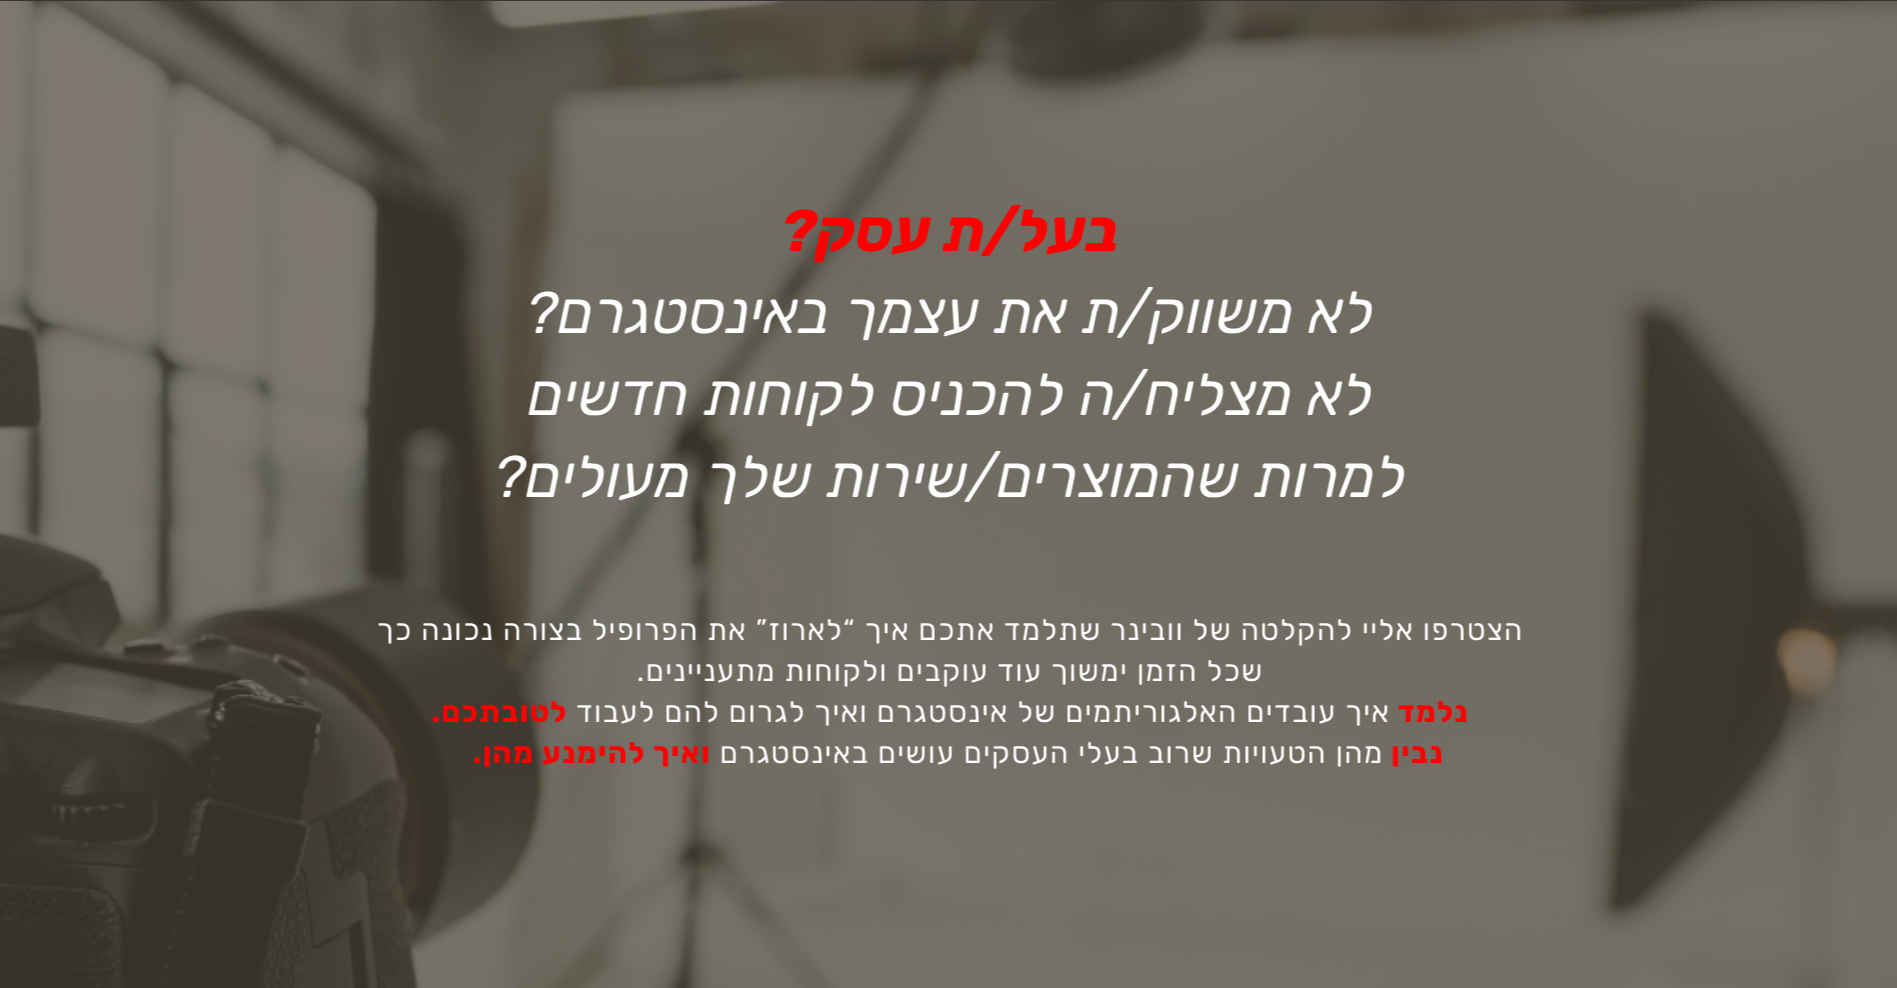 בעל/ת עסק?
לא משווק/ת את עצמך באינסטגרם?
לא מצליח/ה להכניס לקוחות חדשים
למרות שהמוצרים/שירות שלך מעולים?
הצטרפו אליי להקלטה של וובינר שתלמד אתכם איך “לארוז” את הפרופיל בצורה נכונה כך
שכל הזמן ימשוך עוד עוקבים ולקוחות מתעניינים.
נלמד איך עובדים האלגוריתמים של אינסטגרם ואיך לגרום להם לעבוד לטובתכם.
נבין מהן הטעויות שרוב בעלי העסקים עושים באינסטגרם ואיך להימנע מהן.